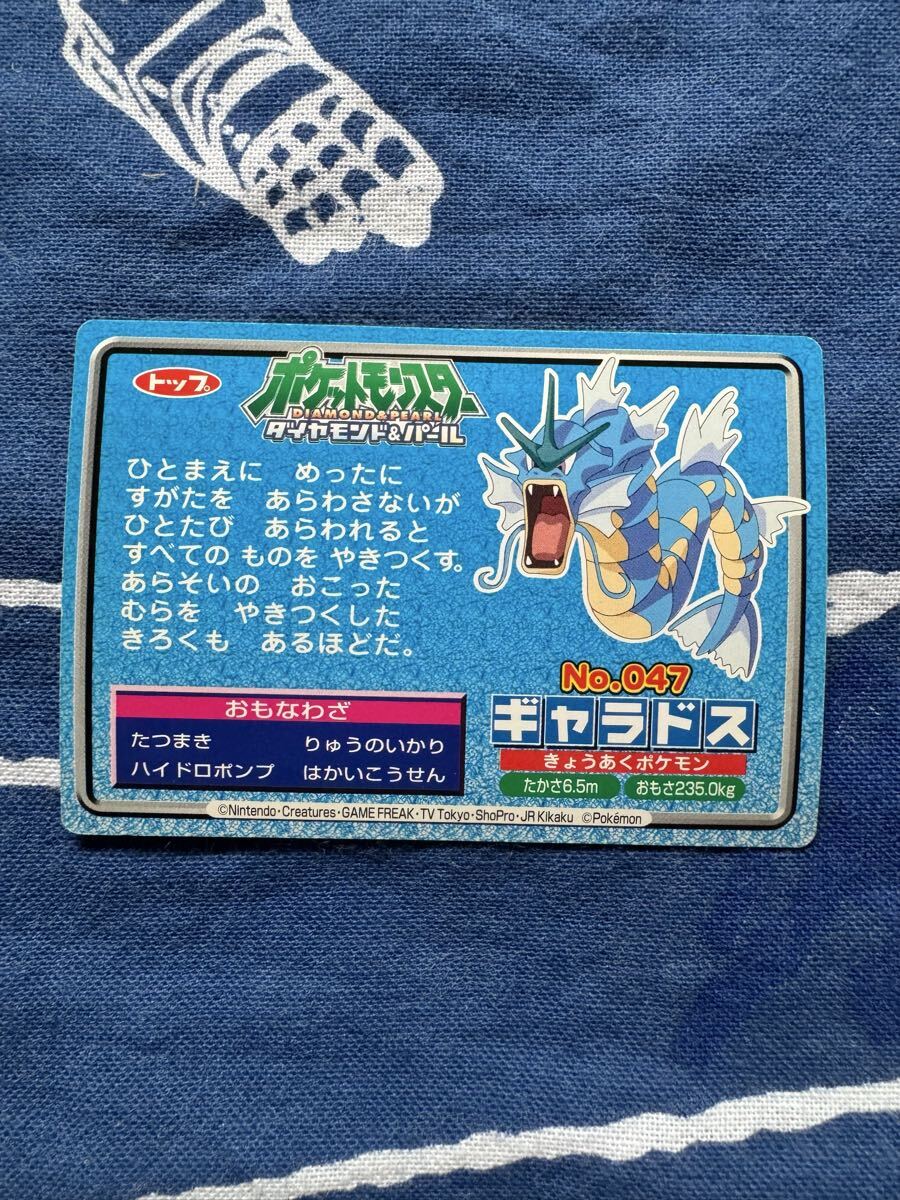 トップ
ポケットモンスター
DIAMOND&PEARL
ダイヤモンド&パール
ひとまえに　めったに
すがたを　あらわさないが
ひとたび　あらわれると
すべての ものを やきつくす。
あらそいの　おこった
むらを　やきつくした
きろくも　あるほどだ。
No.047
ギャラドス
きょうあくポケモン
たかさ6.5m おもさ235.0kg
おもなわざ
たつまき りゅうのいかり
ハイドロポンプ はかいこうせん
©Nintendo・Creatures・GAME FREAK・TV Tokyo・ShoPro・JR Kikaku ©Pokémon